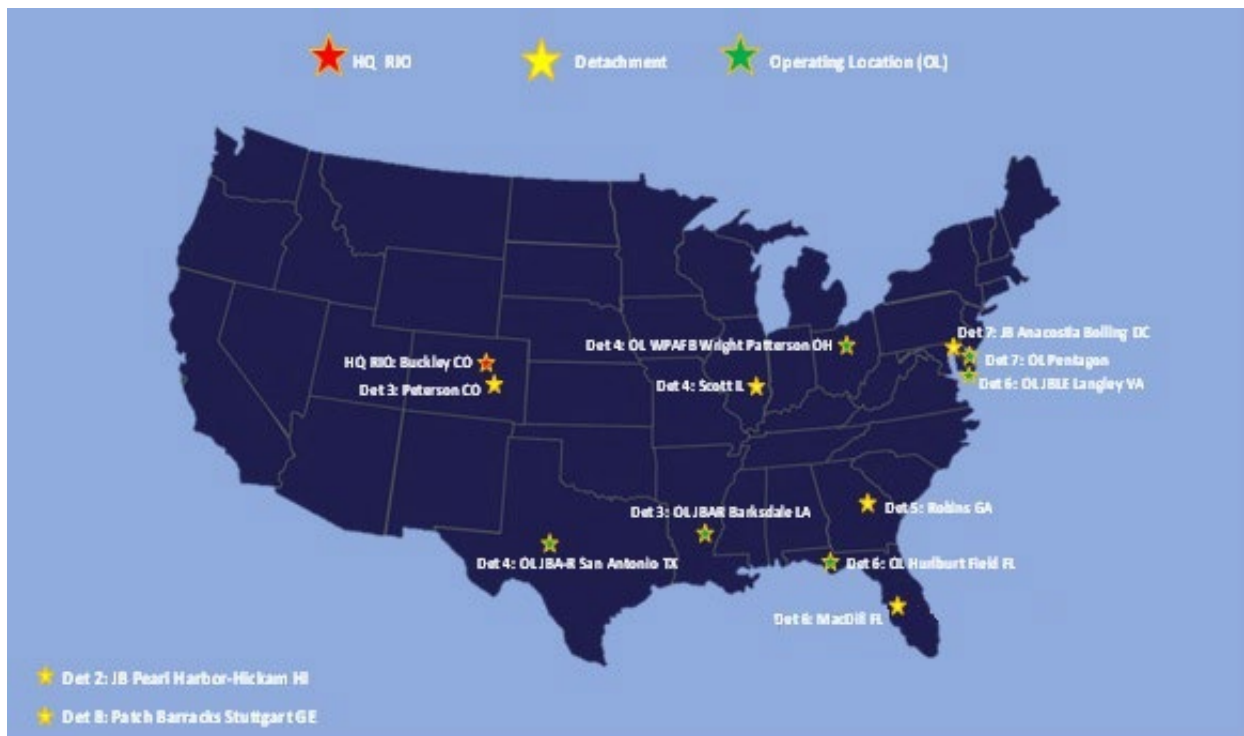 HQ RIO
Detachment
Operating Location (OL)
Det 7: JB Anacostia Bolling DC
Det 4: OL WPAFB Wright Patterson OH
Det 7: OL Pentagon
HQ RIO: Buckley CO
Det 6: OL JBLE Langley VA
Det 3: Peterson CO
Det 4: Scott IL
Det 5: Robins GA
Det 3: OL JBAR Barksdale LA
Det 4: OL JBA-R San Antonio TX
Det 6: OL Hurlburt Field FL
Det 6: MacDill FL
Det 2: JB Pearl Harbor-Hickam HI
Det 8: Patch Barracks Stuttgart GE